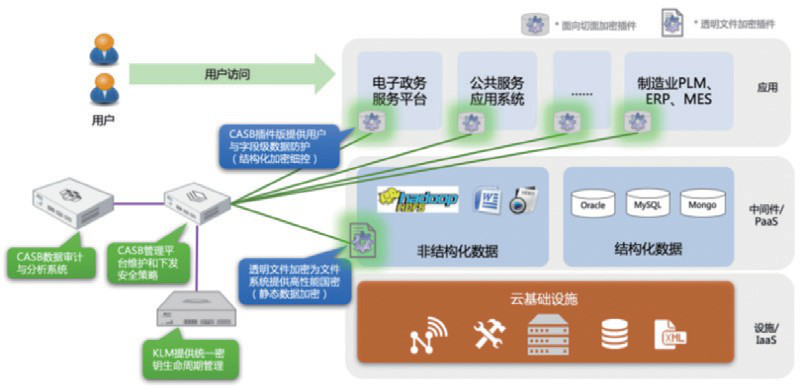 * 面向切面加密插件
* 透明文件加密插件
用户
用户访问
电子政务
服务平台
公共服务
应用系统
......
制造业PLM、
ERP、MES
应用
CASB插件版提供用户
与字段级数据防护
（结构化加密细控）
hadoop
HDFS
W
非结构化数据
Oracle
MySQL
Mongo
结构化数据
中间件/
PaaS
CASB数据审计
与分析系统
CASB管理平
台维护和下发
安全策略
透明文件加密为文件
系统提供高性能国密
（静态数据加密）
KLM提供统一密
钥生命周期管理
云基础设施
XML
设施/
IaaS